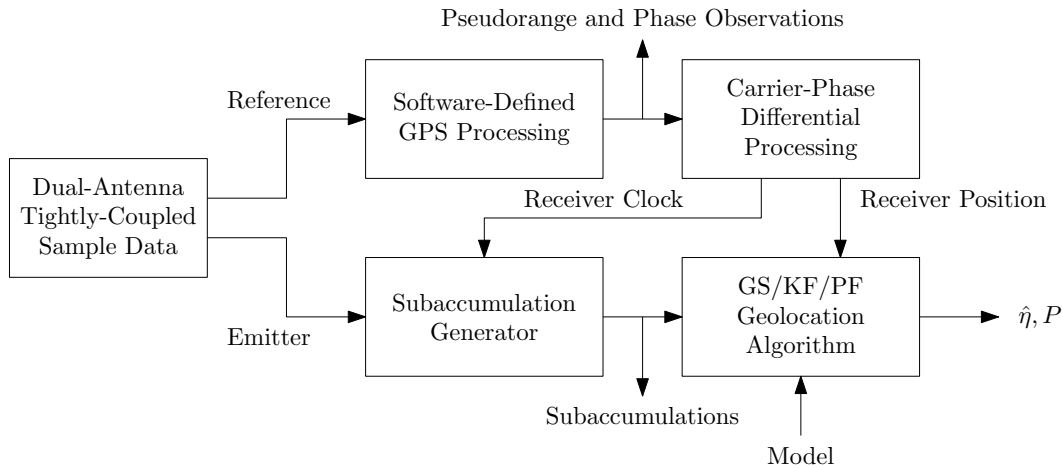 Pseudorange and Phase Observations
Reference
Software-Defined
GPS Processing
Carrier-Phase
Differential
Processing
Dual-Antenna
Tightly-Coupled
Sample Data
Receiver Clock
Receiver Position
Emitter
Subaccumulation
Generator
GS/KF/PF
Geolocation
Algorithm
η̂, P
Subaccumulations
Model